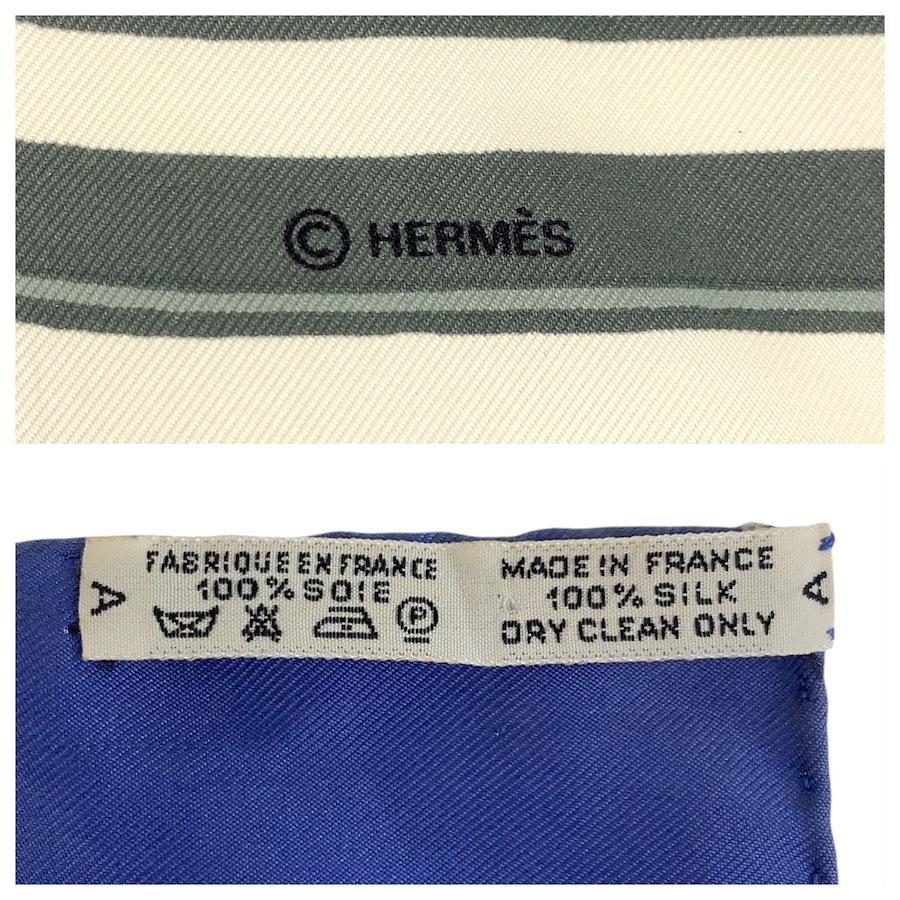 © HERMÈS
FABRIQUE EN FRANCE
100% SOIE
P
MADE IN FRANCE
100% SILK
DRY CLEAN ONLY
A
A